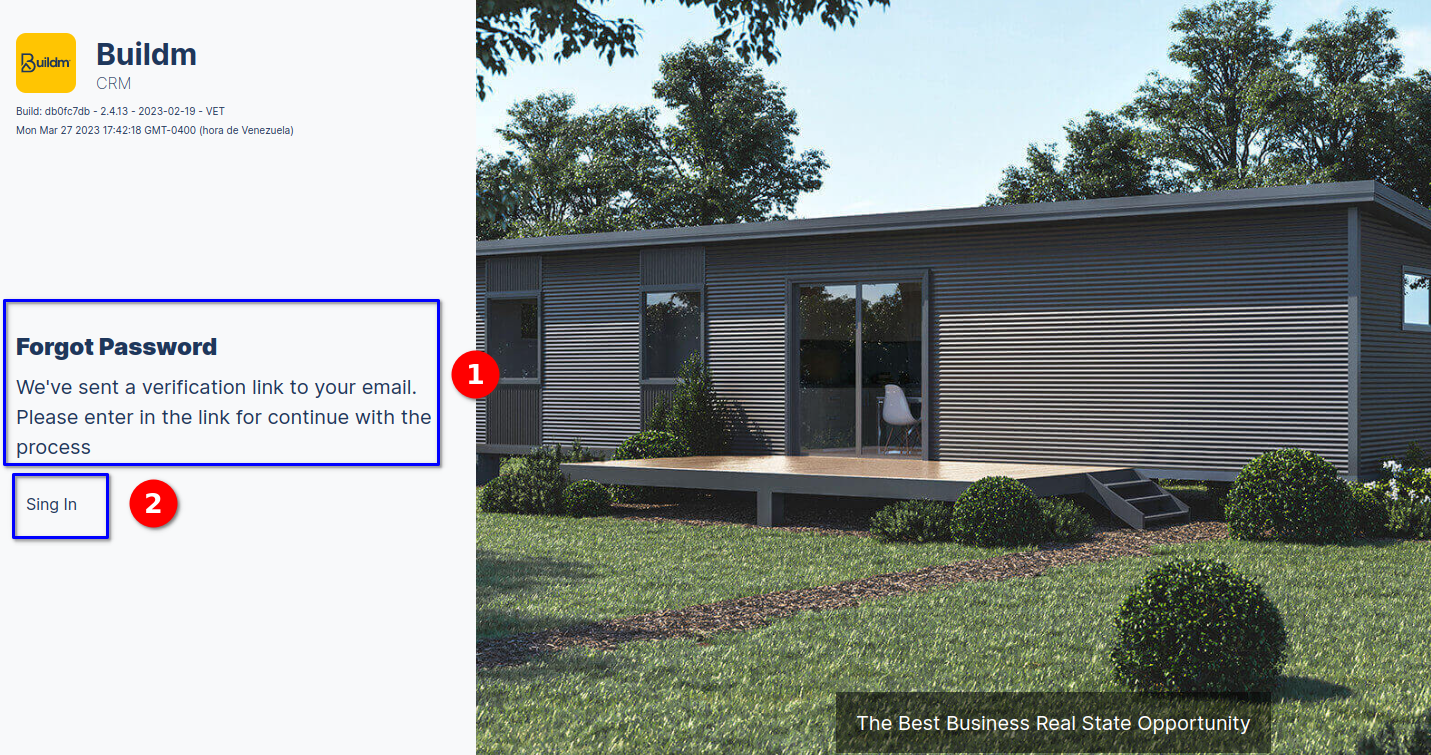 Buildm
Buildm
CRM
Build: db0fc7db - 2.4.13 - 2023-02-19 - VET
Mon Mar 27 2023 17:42:18 GMT-0400 (hora de Venezuela)
Forgot Password
We've sent a verification link to your email.
Please enter in the link for continue with the
process
1
Sing In
2
The Best Business Real State Opportunity